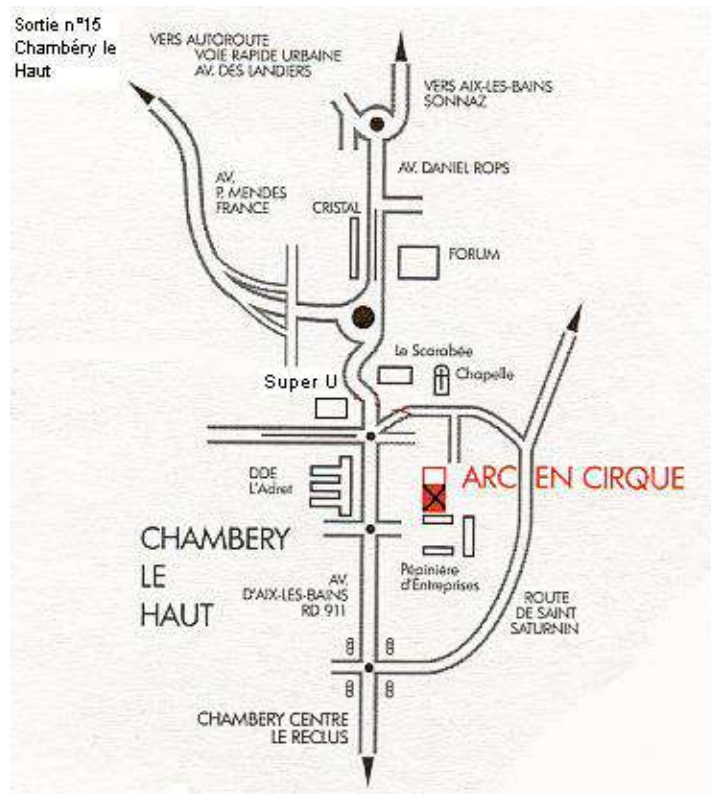 Sortie n°15
Chambéry le
Haut
VERS AUTOROUTE
VOIE RAPIDE URBAINE
AV. DES LANDIERS
VERS AIX-LES-BAINS
SONNAZ
AV. DANIEL ROPS
AV.
P. MENDES
FRANCE
CRISTAL
FORUM
Le Scarabée
Chapelle
Super U
DDE
L'Adret
ARC EN CIRQUE
CHAMBERY
LE
HAUT
Pépinière
d'Entreprises
AV.
D'AIX-LES-BAINS
RD 911
ROUTE
DE SAINT
SATURNIN
CHAMBERY CENTRE
LE RECLUS